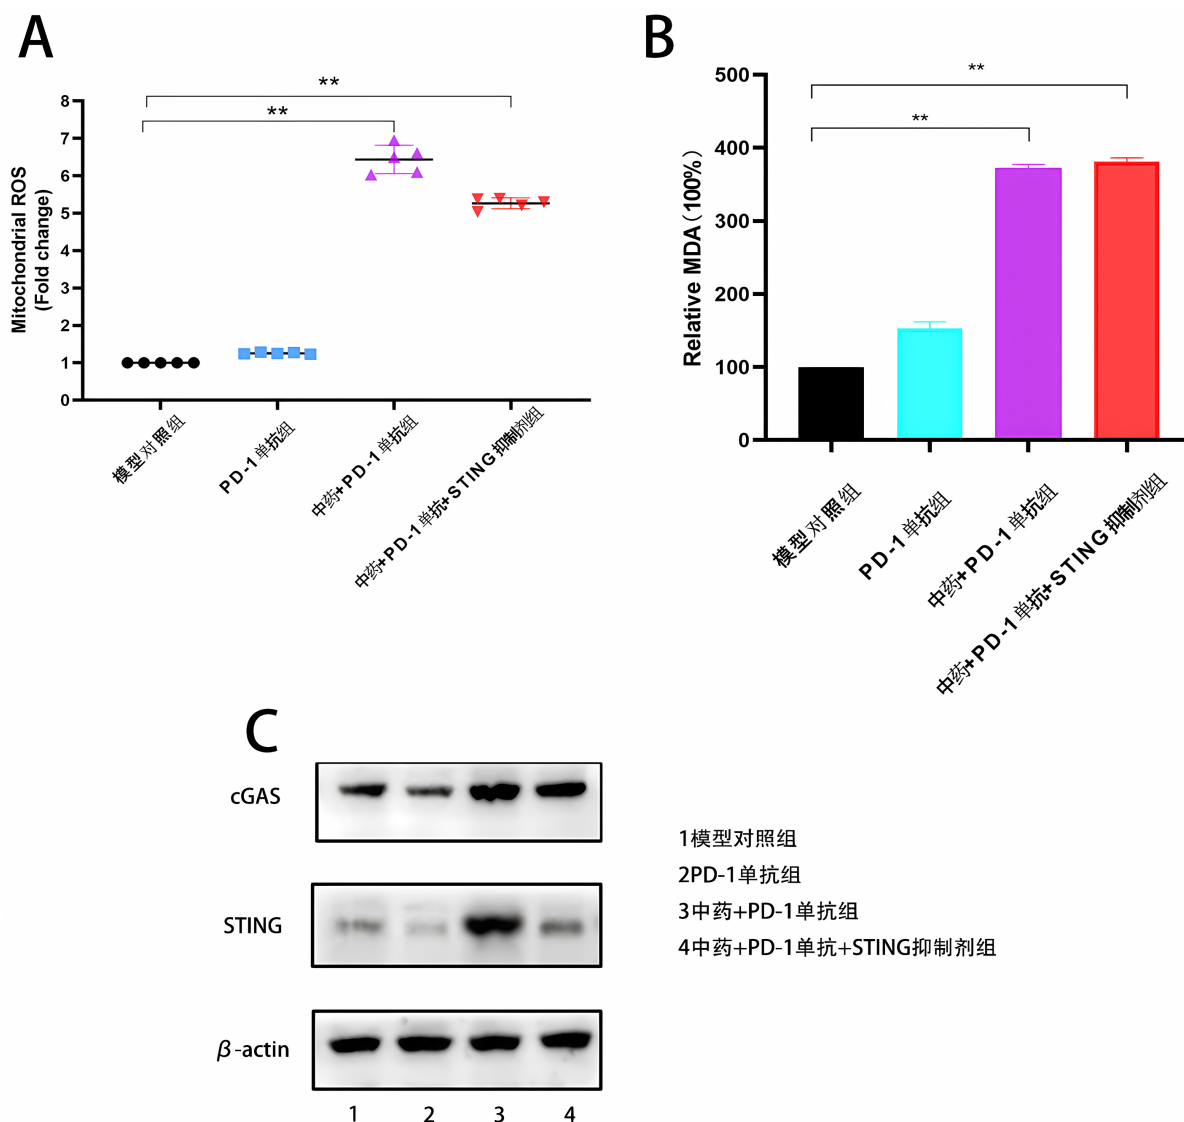 A
**
**
8
7
6
5
4
3
2
1
0
Mitochondrial ROS
(Fold change)
模型对照组
PD-1单抗组
中药+PD-1单抗组
中药+PD-1单抗+STING抑制剂组
B
**
**
500
400
300
200
100
0
Relative MDA(100%)
模型对照组
PD-1单抗组
中药+PD-1单抗组
中药+PD-1单抗+STING抑制剂组
C
cGAS
STING
β-actin
1 2 3 4
1模型对照组
2PD-1单抗组
3中药+PD-1单抗组
4中药+PD-1单抗+STING抑制剂组